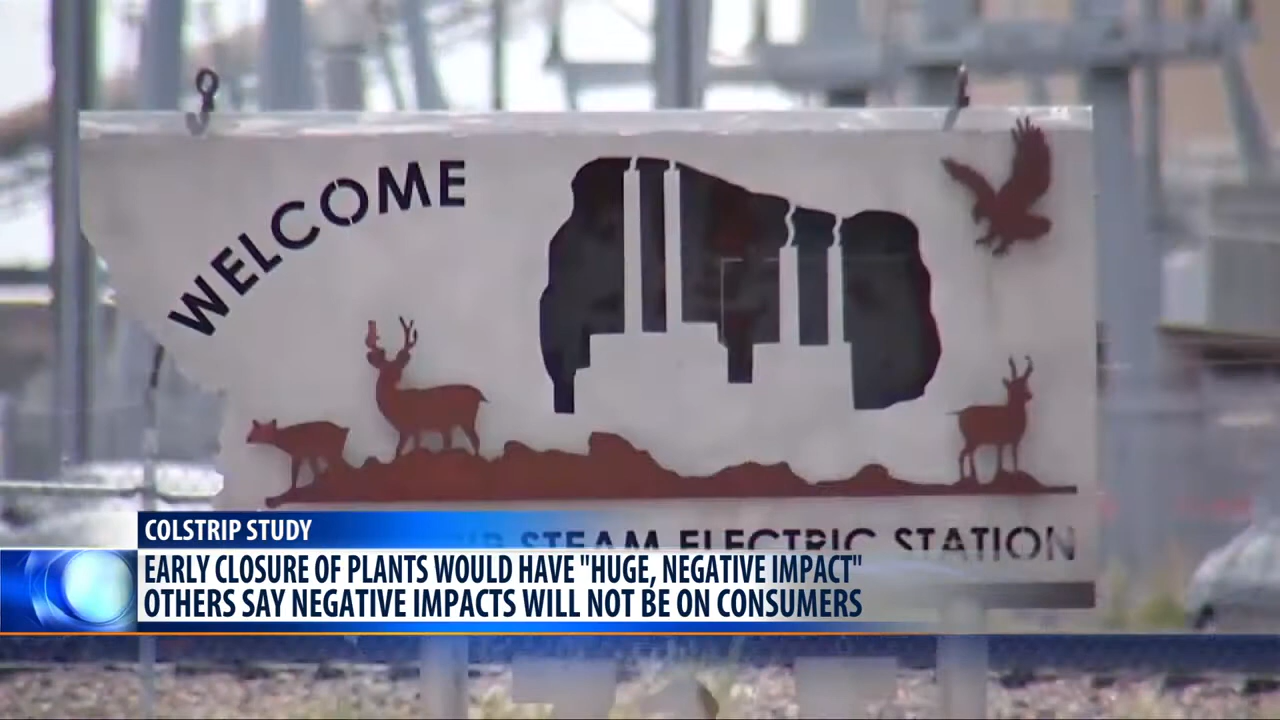 WELCOME
STEAM ELECTRIC STATION
COLSTRIP STUDY
EARLY CLOSURE OF PLANTS WOULD HAVE "HUGE, NEGATIVE IMPACT"
OTHERS SAY NEGATIVE IMPACTS WILL NOT BE ON CONSUMERS